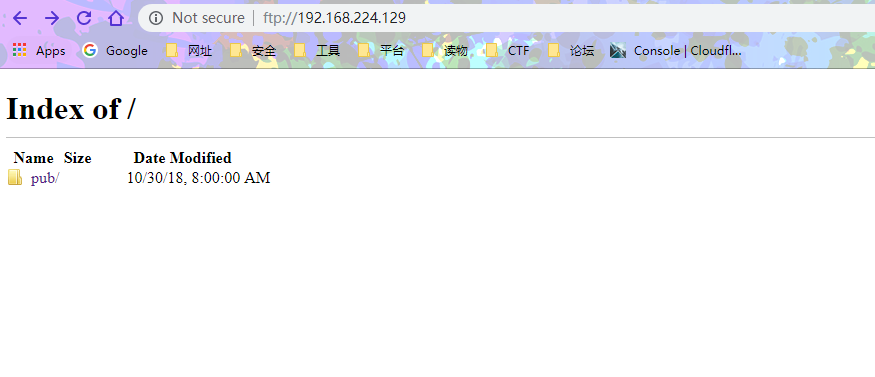 Not secure | ftp://192.168.224.129
Apps Google 网址 安全 工具 平台 读物 CTF 论坛 Console | Cloudfl...
Index of /
Name Size Date Modified
pub/ 10/30/18, 8:00:00 AM